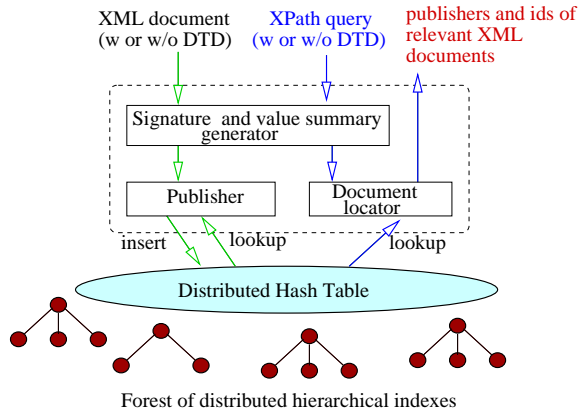 XML document
(w or w/o DTD)
XPath query
(w or w/o DTD)
publishers and ids of
relevant XML
documents
Signature and value summary
generator
Publisher
Document
locator
insert
lookup
lookup
Distributed Hash Table
Forest of distributed hierarchical indexes